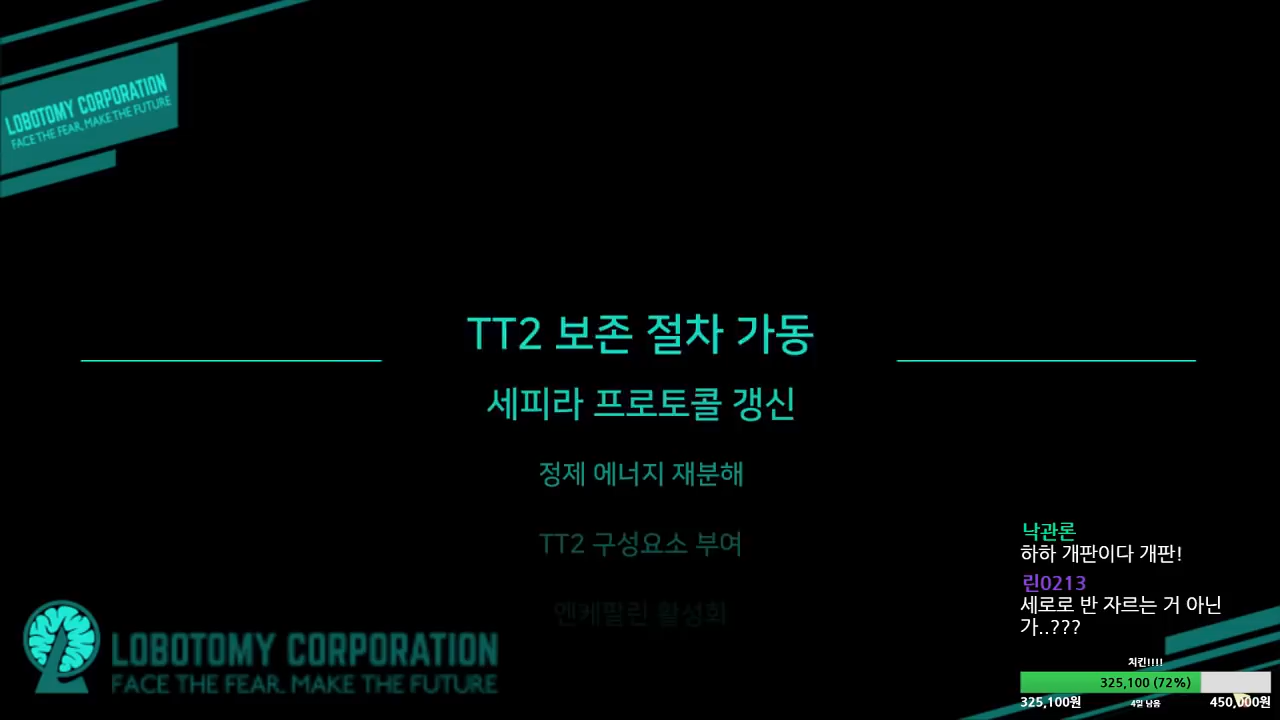 LOBOTOMY CORPORATION
FACE THE FEAR, MAKE THE FUTURE
TT2 보존 절차 가동
세피라 프로토콜 갱신
정제 에너지 재분해
TT2 구성요소 부여
엔케팔린 활성화
낙관론
하하 개판이다 개판!
린0213
세로로 반 자르는 거 아닌
가..???
LOBOTOMY CORPORATION
FACE THE FEAR, MAKE THE FUTURE
치킨!!!!
325,100 (72%)
325,100원 4일 남음 450,000원